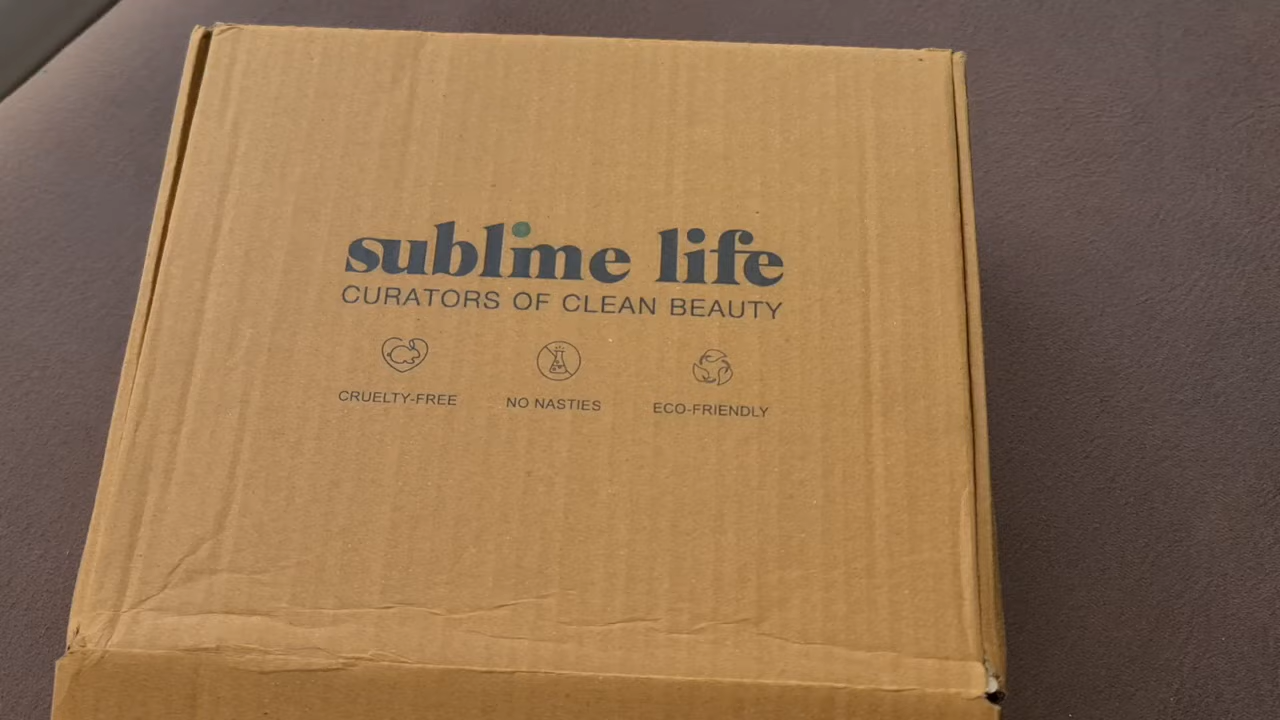 sublime life
CURATORS OF CLEAN BEAUTY
CRUELTY-FREE NO NASTIES ECO-FRIENDLY